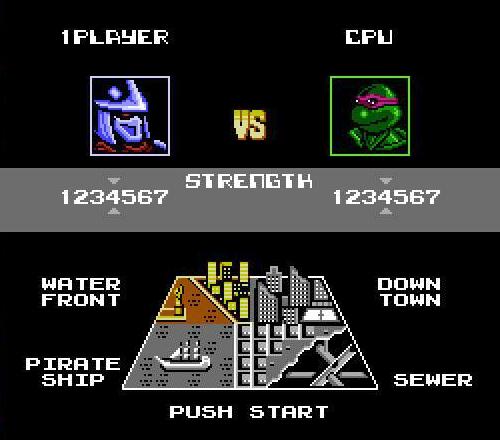 1PLAYER
CPU
VS
STRENGTH
1234567
1234567
WATER
FRONT
DOWN
TOWN
PIRATE
SHIP
SEWER
PUSH START